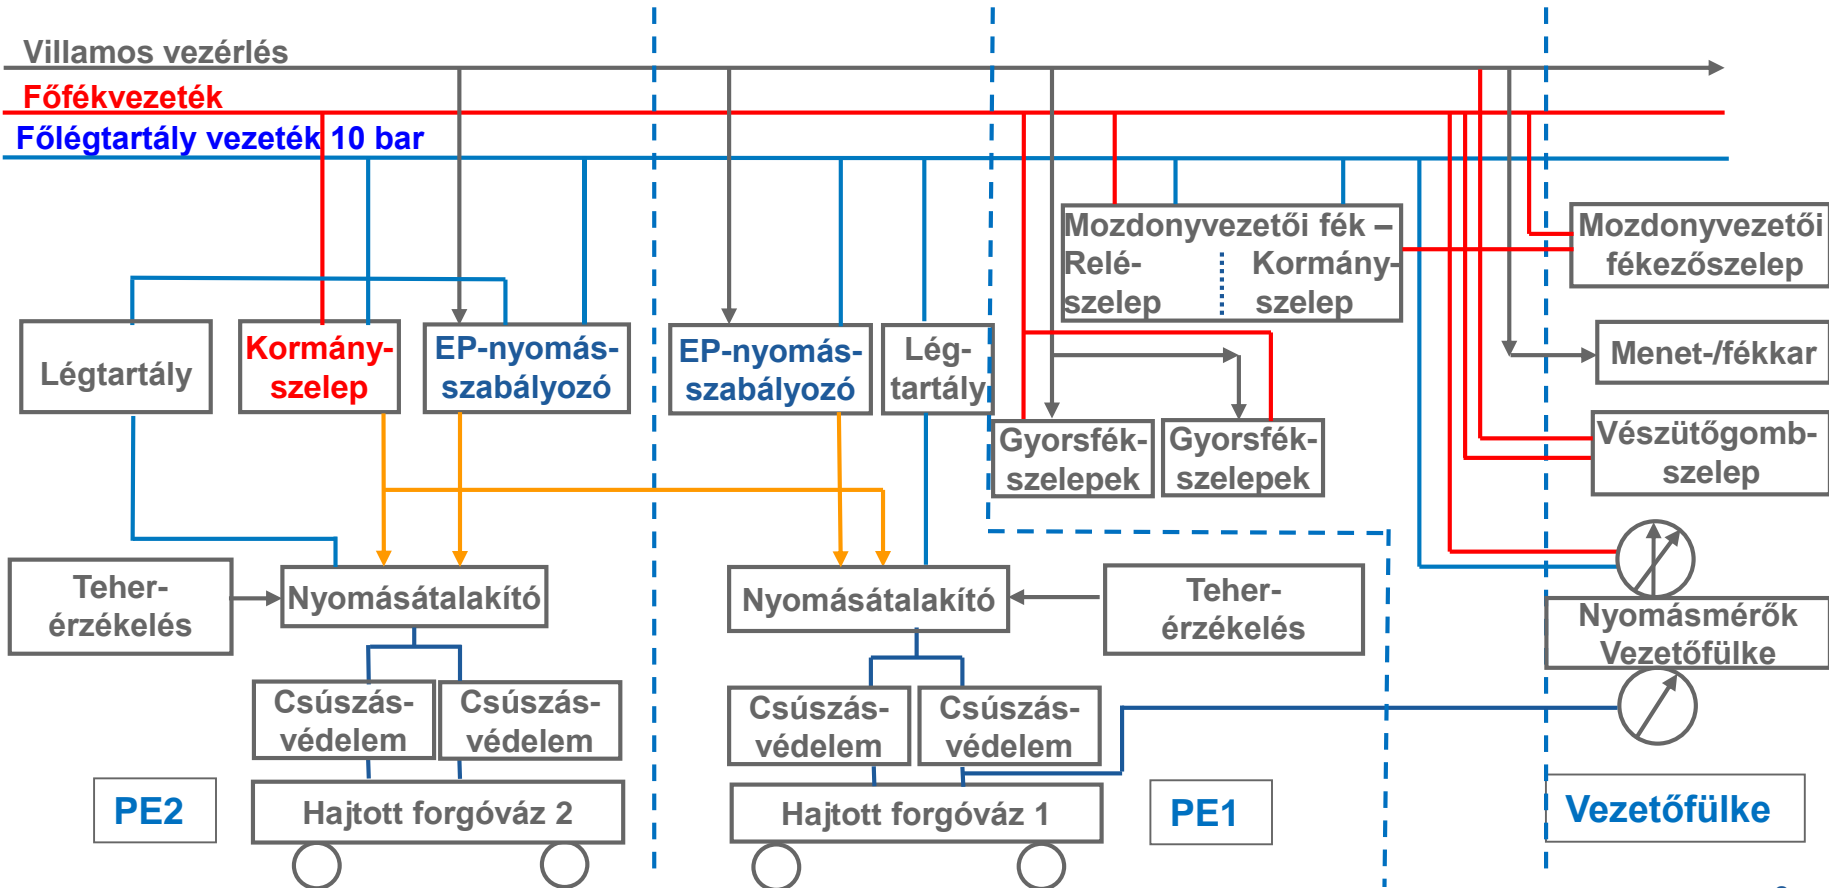 Villamos vezérlés
Főfékvezeték
Főlégtartály vezeték 10 bar
Mozdonyvezetői fék –
Relé-
szelep
Kormány-
szelep
Mozdonyvezetői
fékezőszelep
Légtartály
Kormány-
szelep
EP-nyomás-
szabályozó
EP-nyomás-
szabályozó
Lég-
tartály
Menet-/fékkar
Gyorsfék-
szelepek
Gyorsfék-
szelepek
Vészütőgomb-
szelep
Teher-
érzékelés
Nyomásátalakító
Nyomásátalakító
Teher-
érzékelés
Nyomásmérők
Vezetőfülke
Csúszás-
védelem
Csúszás-
védelem
Csúszás-
védelem
Csúszás-
védelem
PE2
Hajtott forgóváz 2
Hajtott forgóváz 1
PE1
Vezetőfülke